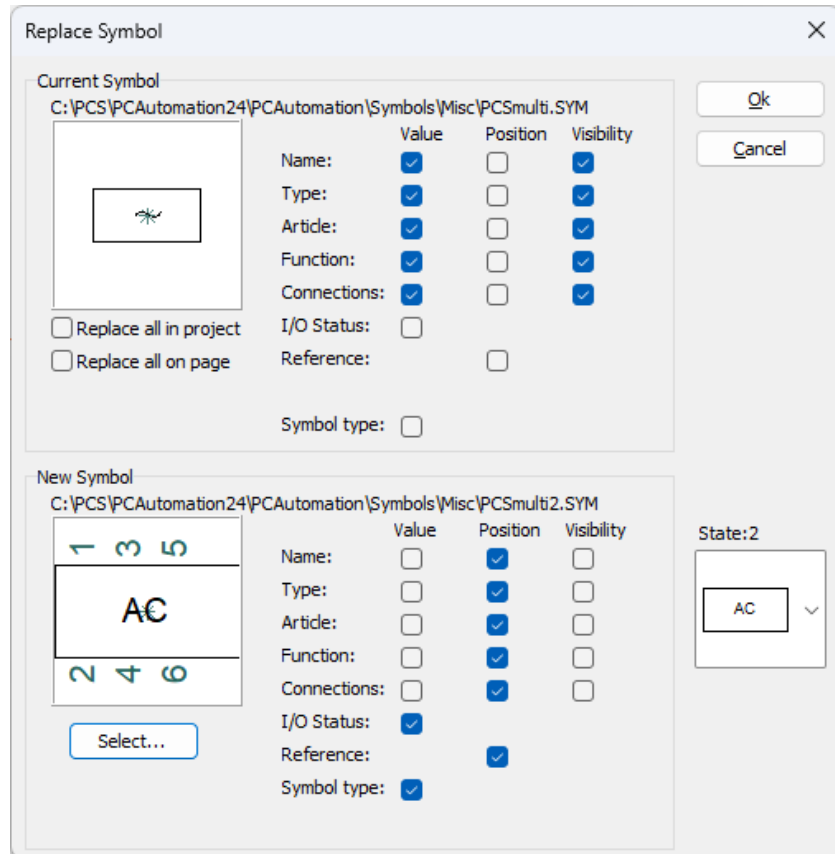 Replace Symbol
Current Symbol
C:\PCS\PCAutomation24\PCAutomation\Symbols\Misc\PCSmulti.SYM
Value Position Visibility
Name:
Type:
Article:
Function:
Connections:
Replace all in project
I/O Status:
Replace all on page
Reference:
Symbol type:
Ok
Cancel
New Symbol
C:\PCS\PCAutomation24\PCAutomation\Symbols\Misc\PCSmulti2.SYM
Value Position Visibility
1 3 5
AC
2 4 6
Select...
Name:
Type:
Article:
Function:
Connections:
I/O Status:
Reference:
Symbol type:
State:2
AC